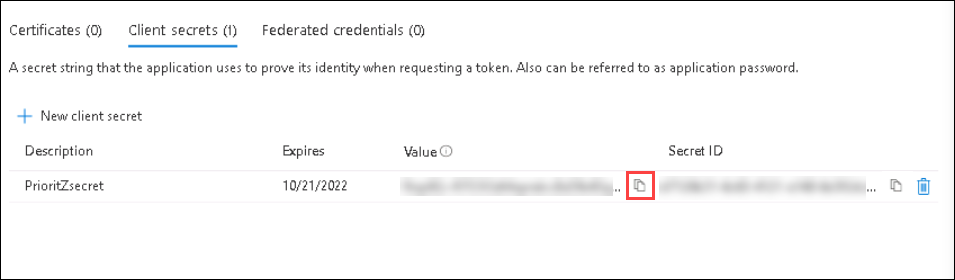 Certificates (0) Client secrets (1) Federated credentials (0)
A secret string that the application uses to prove its identity when requesting a token. Also can be referred to as application password.
New client secret
Description Expires Value Secret ID
PrioritZsecret 10/21/2022 ... ...